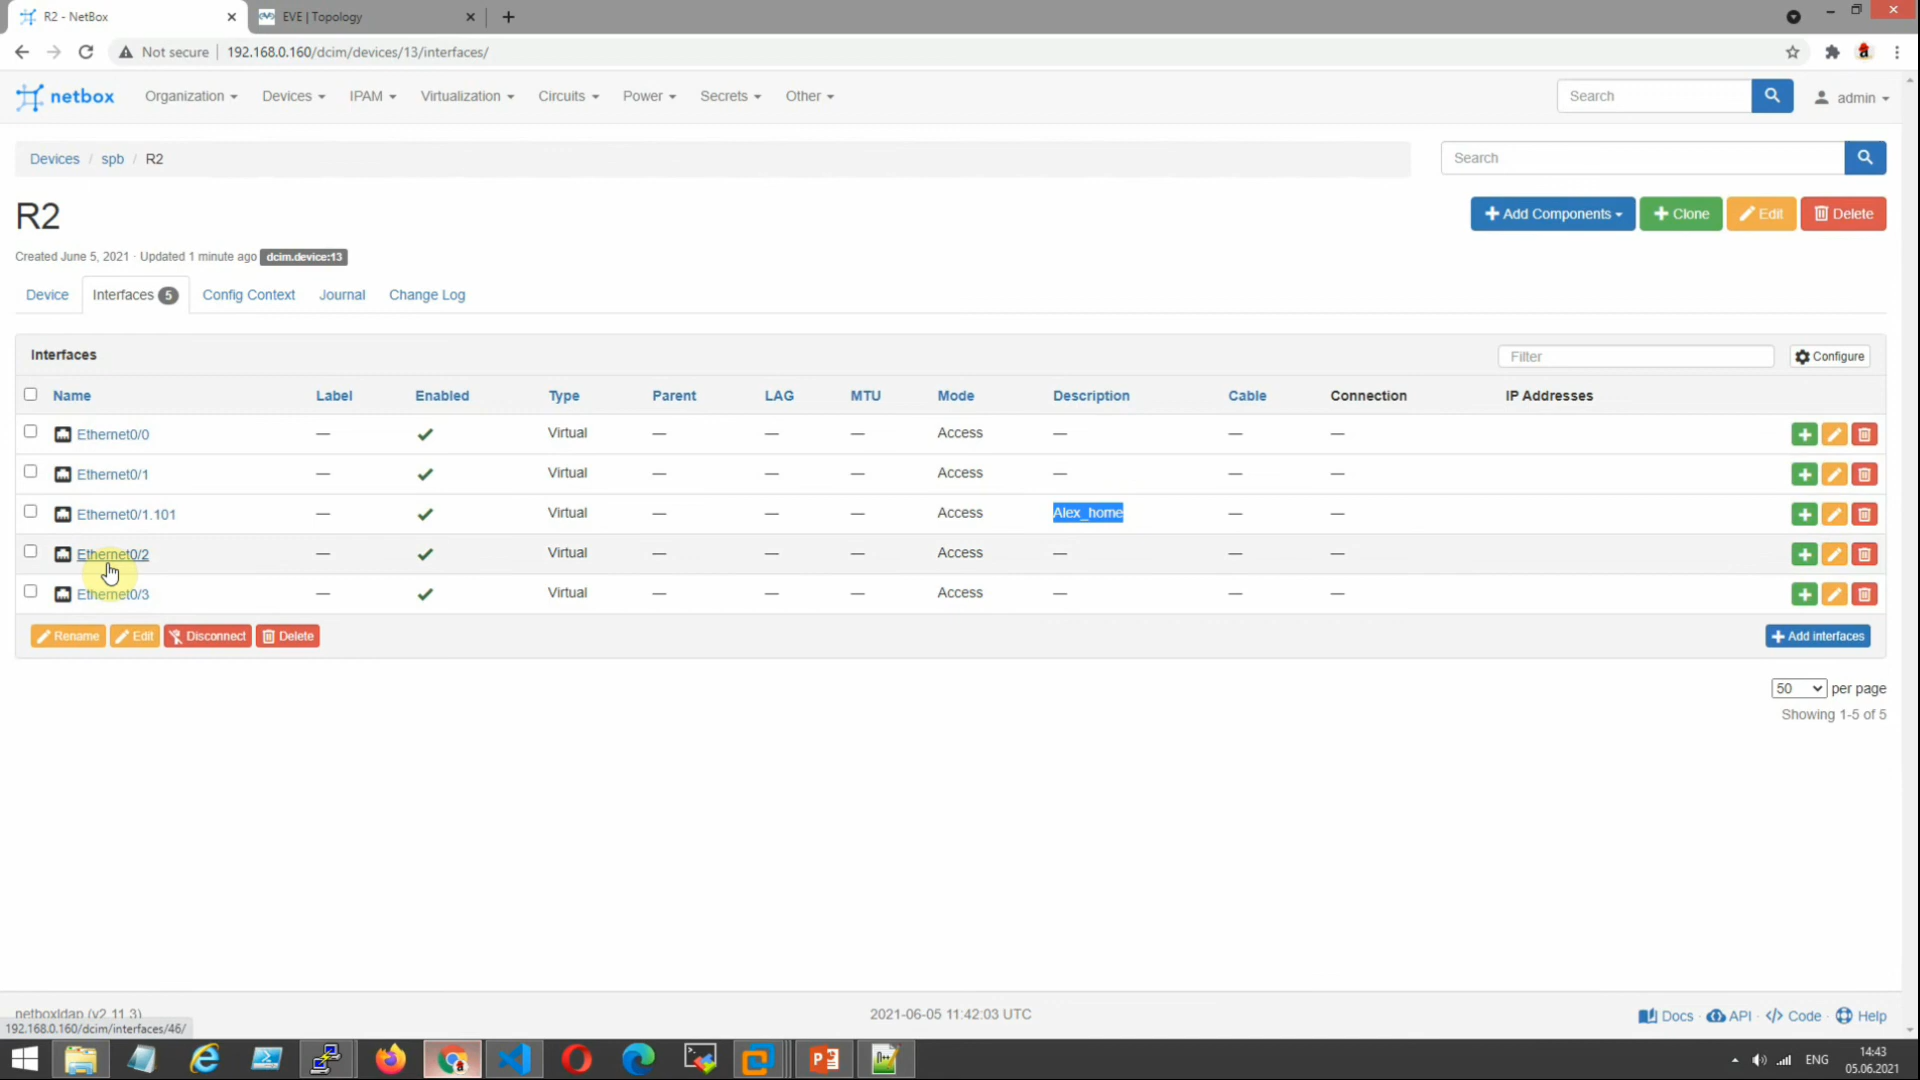 R2 - NetBox
EVE | Topology
Not secure
192.168.0.160/dcim/devices/13/interfaces/
netbox
Organization
Devices
IPAM
Virtualization
Circuits
Power
Secrets
Other
Search
admin
Devices / spb / R2
Search
R2
Add Components
Clone
Edit
Delete
Created June 5, 2021 · Updated 1 minute ago dcim.device:13
Device
Interfaces 5
Config Context
Journal
Change Log
Interfaces
Filter
Configure
Name Label Enabled Type Parent LAG MTU Mode Description Cable Connection IP Addresses
Ethernet0/0 — Virtual — — — Access — — —
Ethernet0/1 — Virtual — — — Access — — —
Ethernet0/1.101 — Virtual — — — Access Alex_home — —
Ethernet0/2 — Virtual — — — Access — — —
Ethernet0/3 — Virtual — — — Access — — —
Rename
Edit
Disconnect
Delete
Add interfaces
50 per page
Showing 1-5 of 5
netboxldap (v2.11.3)
2021-06-05 11:42:03 UTC
Docs · API · Code · Help
192.168.0.160/dcim/interfaces/46/
ENG
14:43
05.06.2021